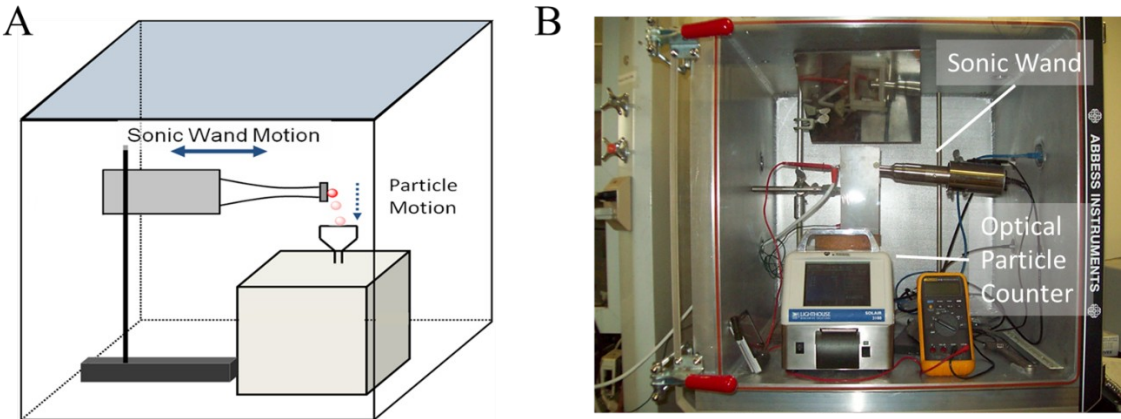 A
Sonic Wand Motion
Particle
Motion
B
Sonic Wand
Optical
Particle
Counter
ABBESS INSTRUMENTS
LIGHTHOUSE
SOLAIR